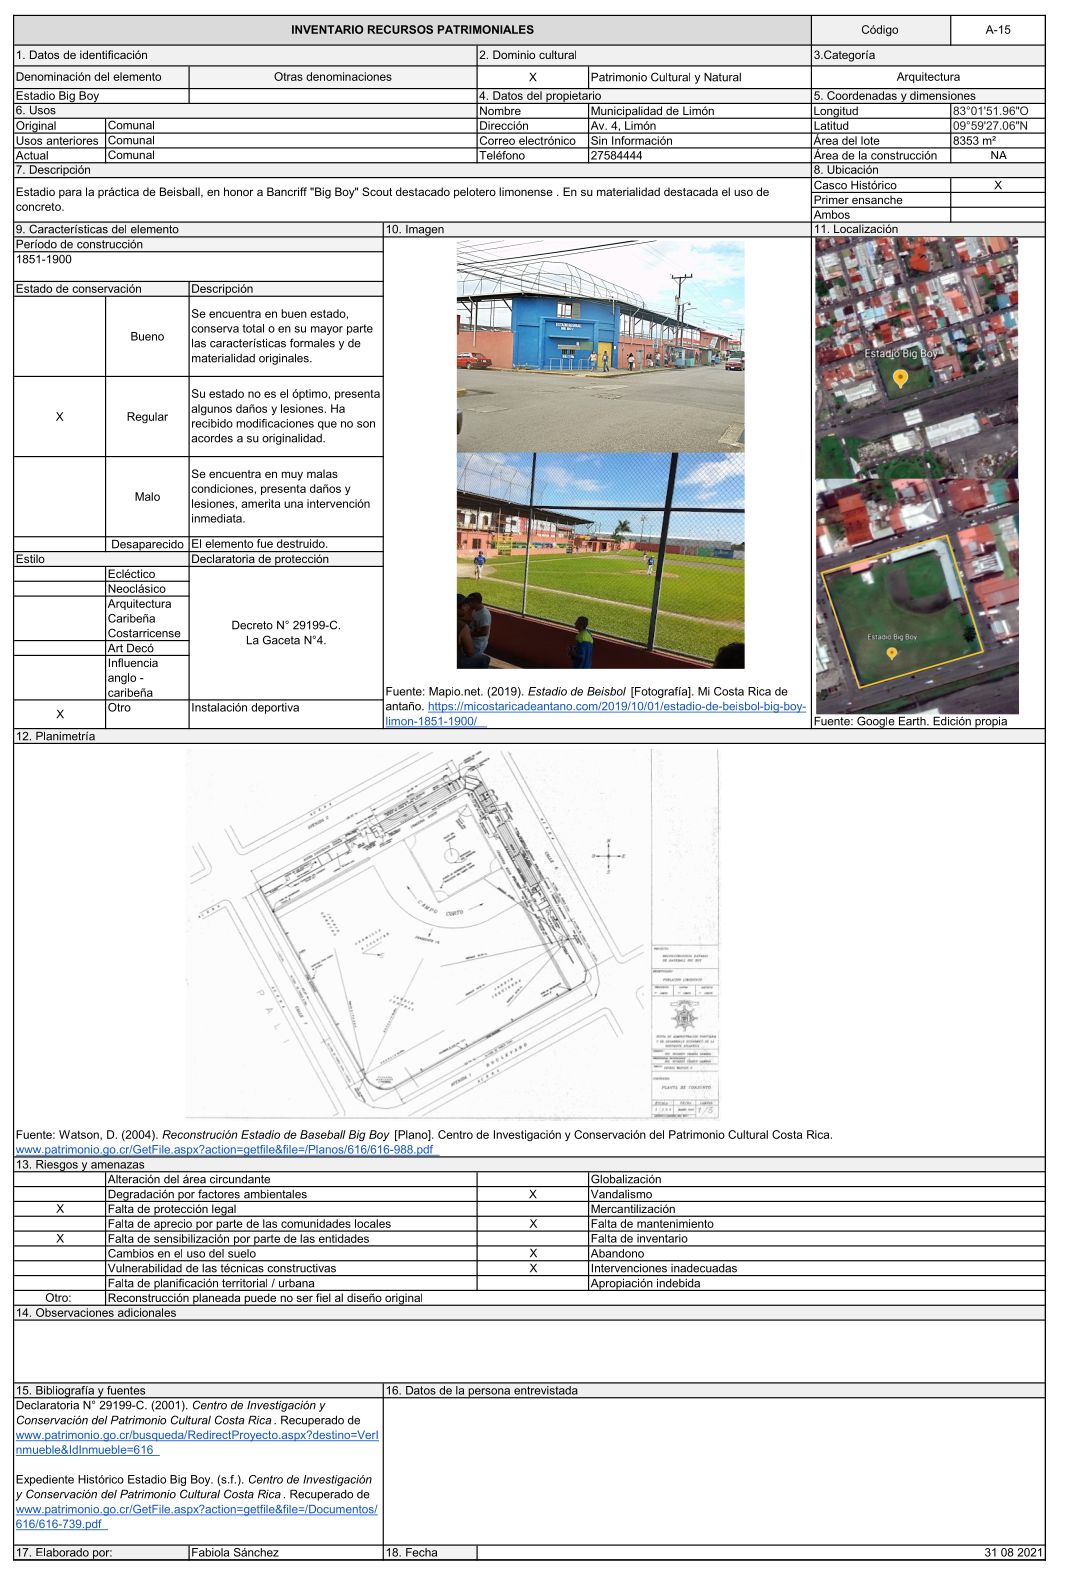 INVENTARIO RECURSOS PATRIMONIALES
Código
A-15
1. Datos de identificación
2. Dominio cultural
3.Categoría
Denominación del elemento
Otras denominaciones
X
Patrimonio Cultural y Natural
Arquitectura
Estadio Big Boy
4. Datos del propietario
5. Coordenadas y dimensiones
6. Usos
Nombre
Municipalidad de Limón
Longitud
83°01'51.96"O
Original
Comunal
Dirección
Av. 4, Limón
Latitud
09°59'27.06"N
Usos anteriores
Comunal
Correo electrónico
Sin Información
Área del lote
8353 m²
Actual
Comunal
Teléfono
27584444
Área de la construcción
NA
7. Descripción
8. Ubicación
Estadio para la práctica de Beisball, en honor a Bancriff "Big Boy" Scout destacado pelotero limonense . En su materialidad destacada el uso de
concreto.
Casco Histórico
X
Primer ensanche
Ambos
9. Características del elemento
10. Imagen
11. Localización
Período de construcción
1851-1900
Estado de conservación
Descripción
Bueno
Se encuentra en buen estado,
conserva total o en su mayor parte
las características formales y de
materialidad originales.
X
Regular
Su estado no es el óptimo, presenta
algunos daños y lesiones. Ha
recibido modificaciones que no son
acordes a su originalidad.
Malo
Se encuentra en muy malas
condiciones, presenta daños y
lesiones, amerita una intervención
inmediata.
Desaparecido
El elemento fue destruido.
Estilo
Declaratoria de protección
Ecléctico
Neoclásico
Arquitectura
Caribeña
Costarricense
Art Decó
Influencia
anglo -
caribeña
Decreto N° 29199-C.
La Gaceta N°4.
X
Otro
Instalación deportiva
BIG BOY
Fuente: Mapio.net. (2019). Estadio de Beisbol [Fotografía]. Mi Costa Rica de
antaño. https://micostaricadeantano.com/2019/10/01/estadio-de-beisbol-big-boy-
limon-1851-1900/
Estadio Big Boy
Estadio Big Boy
Fuente: Google Earth. Edición propia
12. Planimetría
ACERA
AVENIDA 2
CALLE 6
CAMPO CORTO
ACERA
CALLE 7
AVENIDA 1 BOULEVARD
ACERA
PLANTA DE CONJUNTO
1/5
Fuente: Watson, D. (2004). Reconstrución Estadio de Baseball Big Boy [Plano]. Centro de Investigación y Conservación del Patrimonio Cultural Costa Rica.
www.patrimonio.go.cr/GetFile.aspx?action=getfile&file=/Planos/616/616-988.pdf
13. Riesgos y amenazas
Alteración del área circundante
Globalización
Degradación por factores ambientales
X
Vandalismo
X
Falta de protección legal
Mercantilización
Falta de aprecio por parte de las comunidades locales
X
Falta de mantenimiento
X
Falta de sensibilización por parte de las entidades
Falta de inventario
Cambios en el uso del suelo
X
Abandono
Vulnerabilidad de las técnicas constructivas
X
Intervenciones inadecuadas
Falta de planificación territorial / urbana
Apropiación indebida
Otro:
Reconstrucción planeada puede no ser fiel al diseño original
14. Observaciones adicionales
15. Bibliografía y fuentes
16. Datos de la persona entrevistada
Declaratoria N° 29199-C. (2001). Centro de Investigación y
Conservación del Patrimonio Cultural Costa Rica . Recuperado de
www.patrimonio.go.cr/busqueda/RedirectProyecto.aspx?destino=VerI
nmueble&IdInmueble=616
Expediente Histórico Estadio Big Boy. (s.f.). Centro de Investigación
y Conservación del Patrimonio Cultural Costa Rica . Recuperado de
www.patrimonio.go.cr/GetFile.aspx?action=getfile&file=/Documentos/
616/616-739.pdf
17. Elaborado por:
Fabiola Sánchez
18. Fecha
31 08 2021